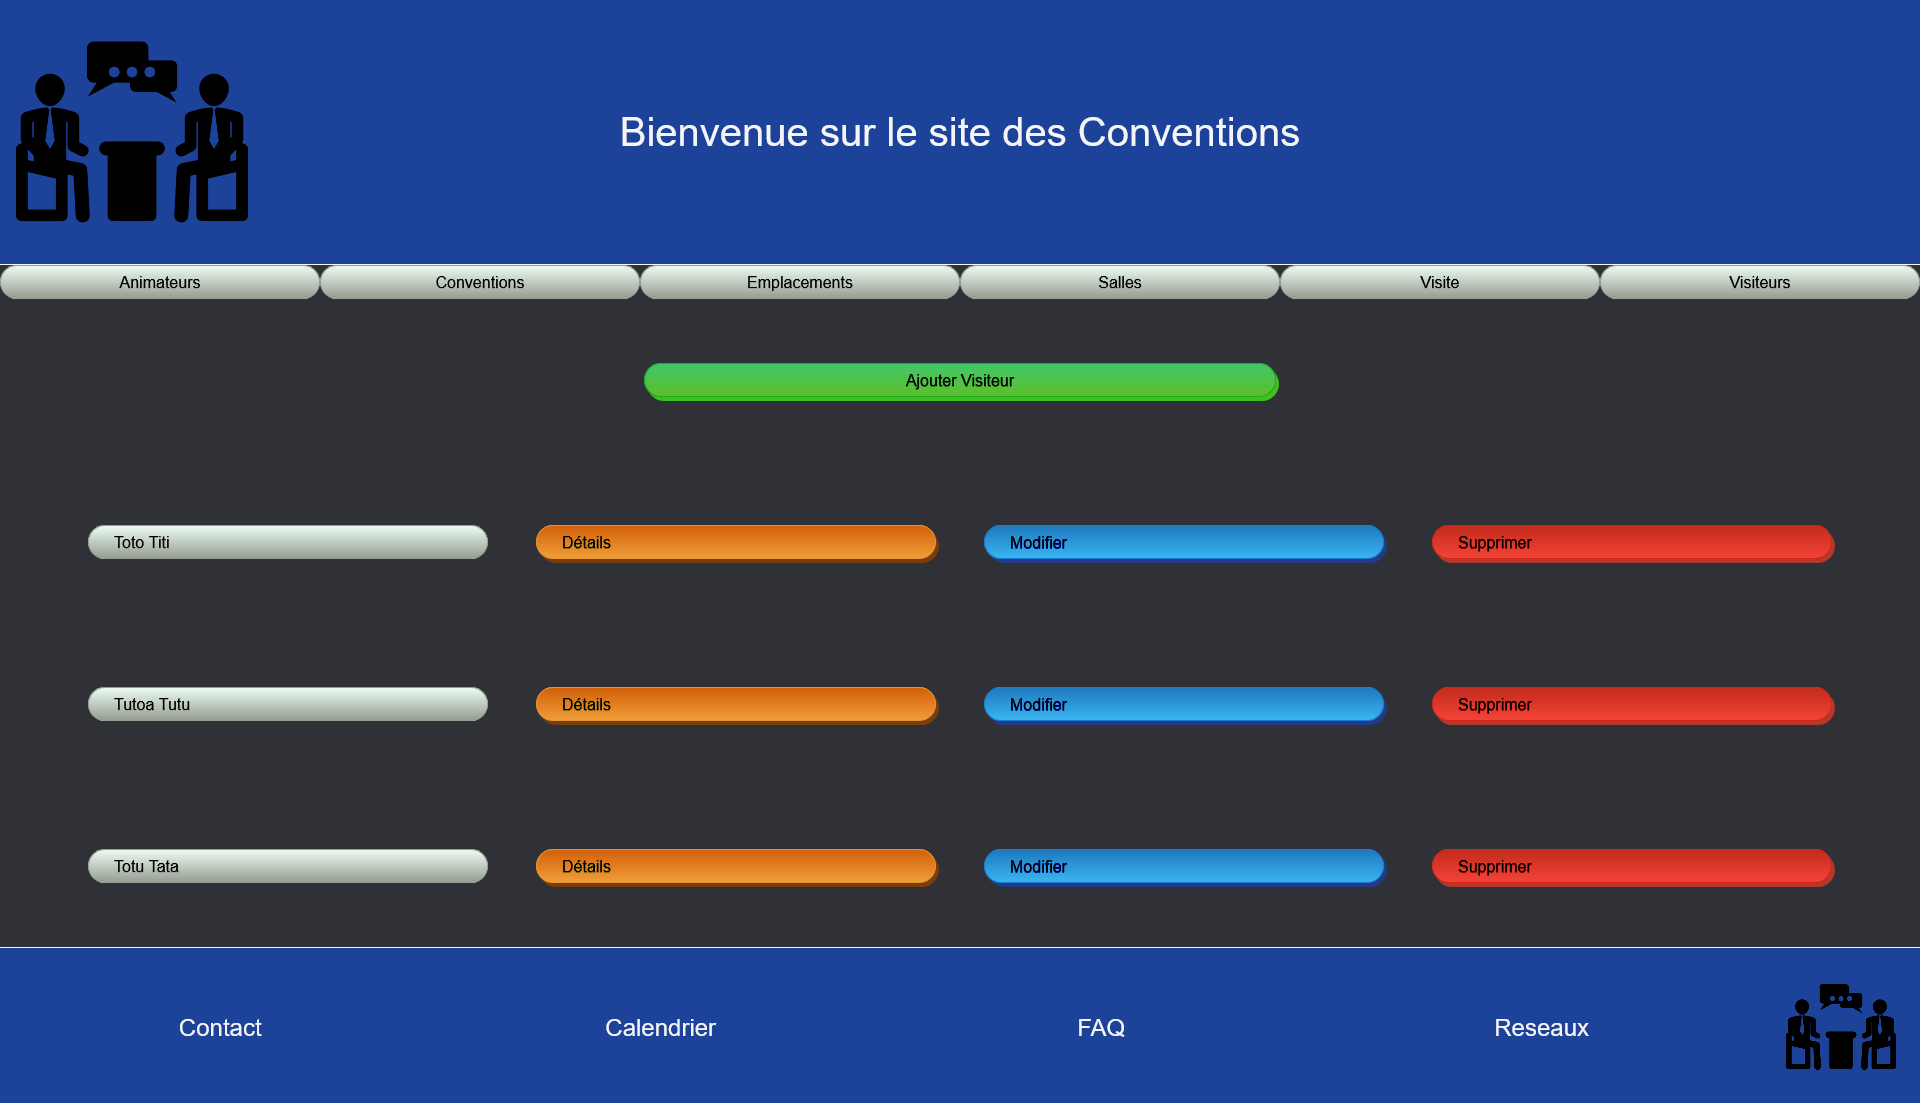 Bienvenue sur le site des Conventions
Animateurs Conventions Emplacements Salles Visite Visiteurs
Ajouter Visiteur
Toto Titi Détails Modifier Supprimer
Tutoa Tutu Détails Modifier Supprimer
Totu Tata Détails Modifier Supprimer
Contact Calendrier FAQ Reseaux